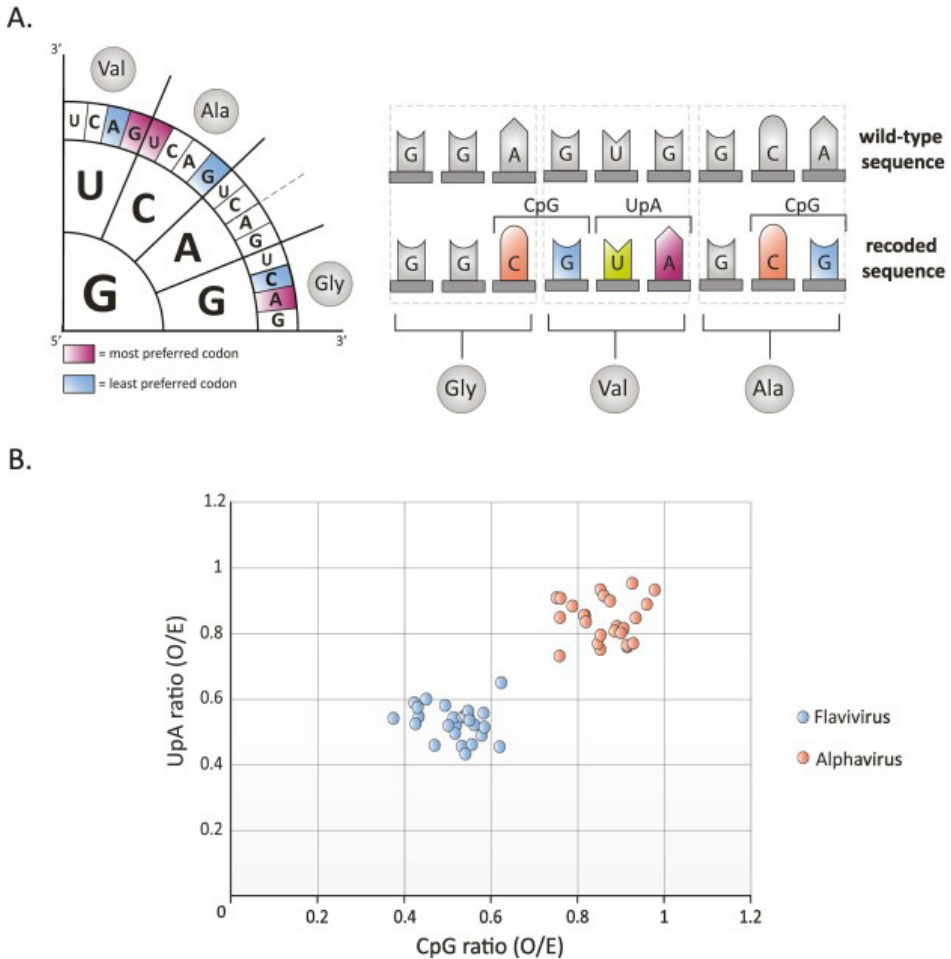 A.
3’
Val
Ala
Gly
U C A G U C A G U C A G U C A G
U C A G
G
5’
3’
= most preferred codon
= least preferred codon
G G A G U G G C A
wild-type
sequence
CpG UpA CpG
G G C G U A G C G
recoded
sequence
Gly Val Ala
B.
1.2
1
0.8
0.6
0.4
0.2
0 0.2 0.4 0.6 0.8 1 1.2
UpA ratio (O/E)
CpG ratio (O/E)
Flavivirus
Alphavirus